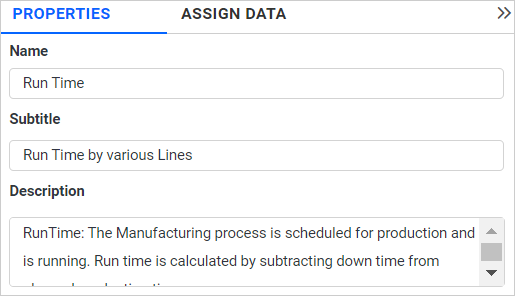 PROPERTIES ASSIGN DATA
Name
Run Time
Subtitle
Run Time by various Lines
Description
RunTime: The Manufacturing process is scheduled for production and
is running. Run time is calculated by subtracting down time from